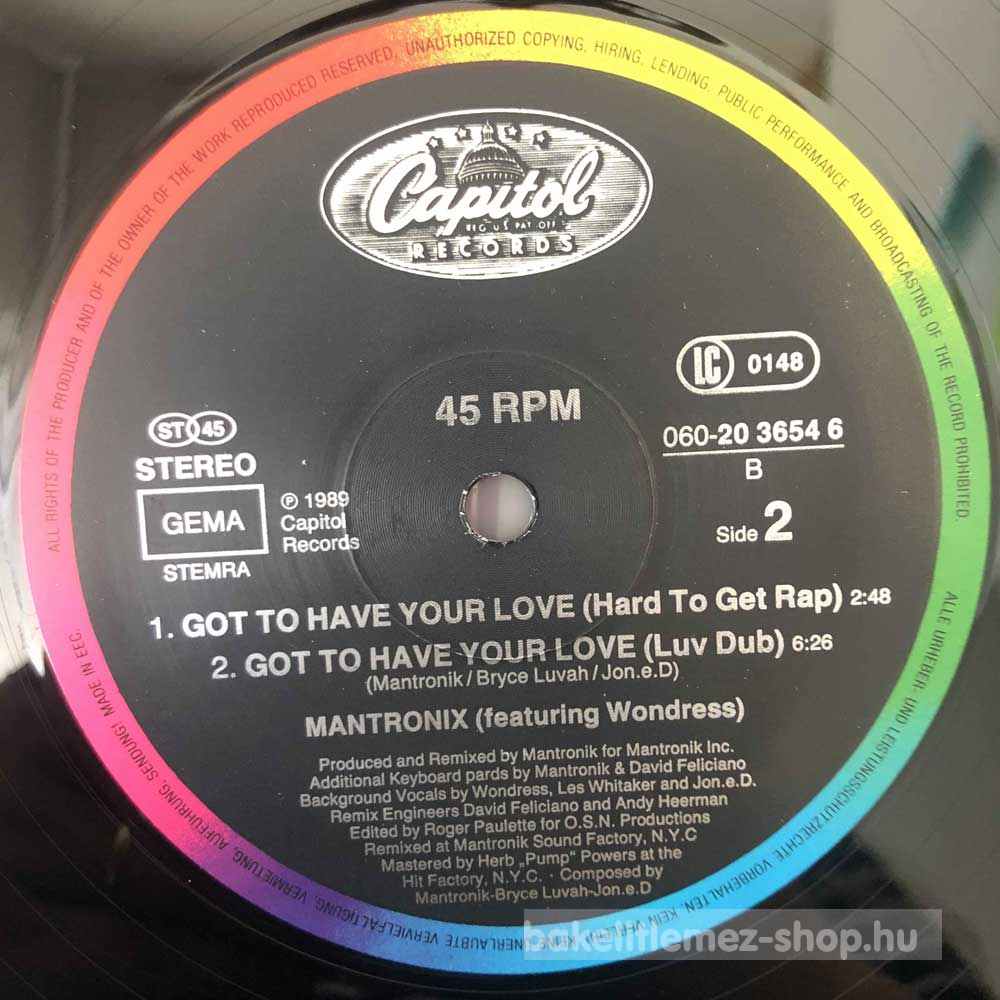 ALL RIGHTS OF THE PRODUCER AND OF THE OWNER OF THE WORK REPRODUCED RESERVED. UNAUTHORIZED COPYING, HIRING, LENDING, PUBLIC PERFORMANCE AND BROADCASTING OF THE RECORD PROHIBITED.
Capitol
REG US PAT OFF
RECORDS
LC 0148
45 RPM
060-20 3654 6
B
Side 2
ST 45
STEREO
GEMA
STEMRA
℗ 1989
Capitol
Records
1. GOT TO HAVE YOUR LOVE (Hard To Get Rap) 2:48
2. GOT TO HAVE YOUR LOVE (Luv Dub) 6:26
(Mantronik/Bryce Luvah/Jon.e.D)
MANTRONIX (featuring Wondress)
Produced and Remixed by Mantronik for Mantronik Inc.
Additional Keyboard pards by Mantronik & David Feliciano
Background Vocals by Wondress, Les Whitaker and Jon.e.D.
Remix Engineers David Feliciano and Andy Heerman
Edited by Roger Paulette for O.S.N. Productions
Remixed at Mantronik Sound Factory, N.Y.C
Mastered by Herb „Pump" Powers at the
Hit Factory, N.Y.C. · Composed by
Mantronik-Bryce Luvah-Jon.e.D
ALLE URHEBER- UND LEISTUNGSSCHUTZRECHTE VORBEHALTEN. KEIN VERLEIH! KEINE UNERLAUBTE VERVIELFÄLTIGUNG, VERMIETUNG, AUFFÜHRUNG, SENDUNG! MADE IN EEC.
bakelitlemez-shop.hu